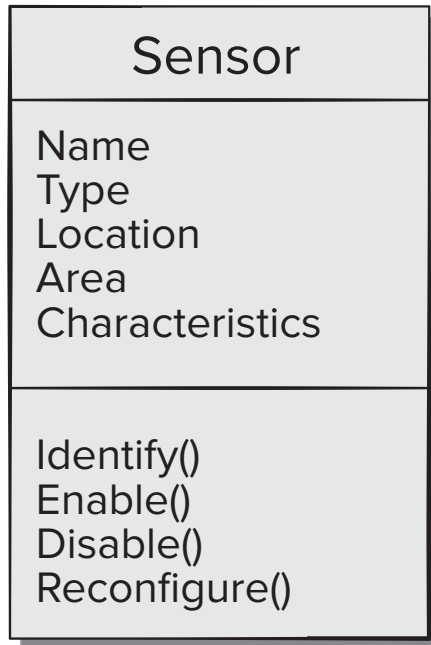 Sensor
Name
Type
Location
Area
Characteristics
Identify()
Enable()
Disable()
Reconfigure()